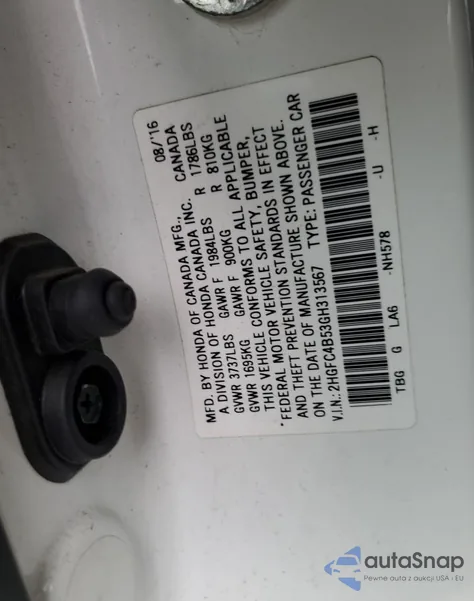 MFD. BY HONDA OF CANADA MFG., 08/'16
A DIVISION OF HONDA CANADA INC. CANADA
GVWR 3737LBS GAWR F 1984LBS R 1786LBS
GVWR 1695KG GAWR F 900KG R 810KG
THIS VEHICLE CONFORMS TO ALL APPLICABLE
*FEDERAL MOTOR VEHICLE SAFETY, BUMPER,
AND THEFT PREVENTION STANDARDS IN EFFECT
ON THE DATE OF MANUFACTURE SHOWN ABOVE.
V.I.N.: 2HGFC4B53GH313567 TYPE: PASSENGER CAR
TBG G LA6 -NH578 -U -H
autoSnap
Pewne auto z aukcji USA - EU